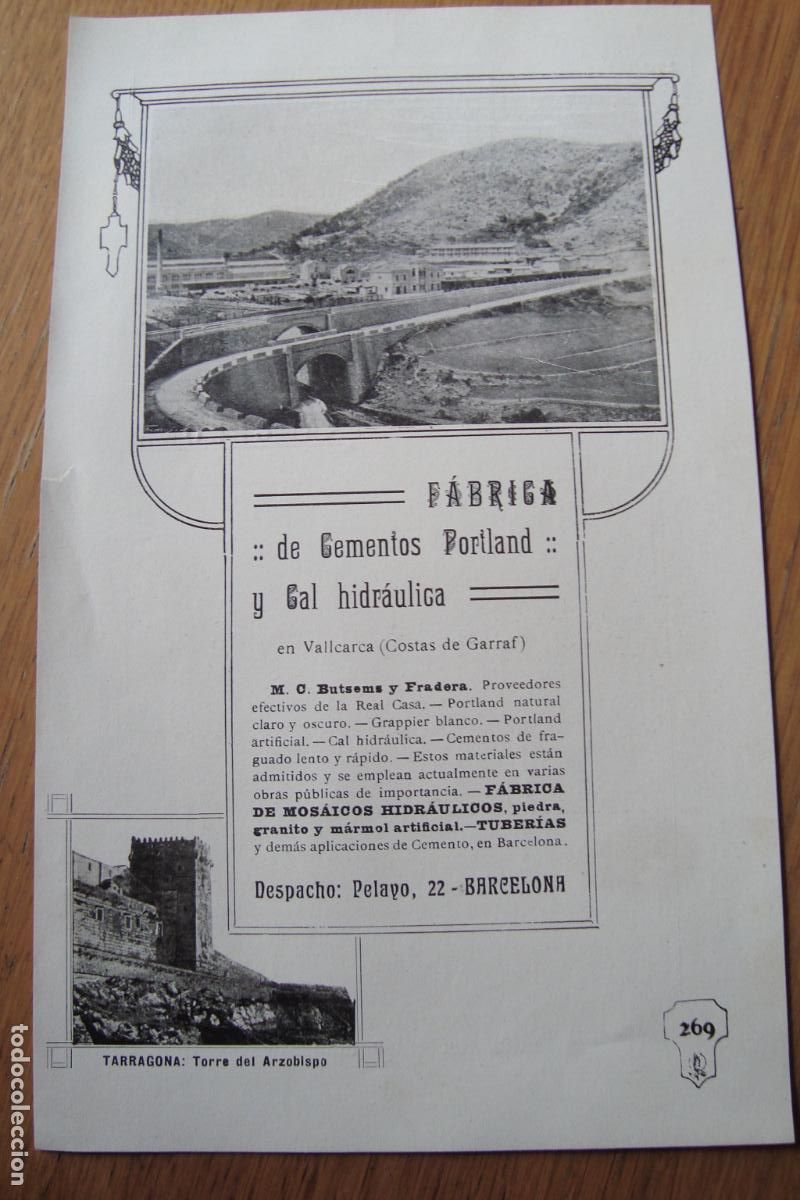 FÁBRICA
:: de Cementos Portland ::
y Cal hidráulica
en Vallcarca (Costas de Garraf)
M. C. Butsems y Fradera. Proveedores
efectivos de la Real Casa. — Portland natural
claro y oscuro. — Grappier blanco. — Portland
artificial. — Cal hidráulica. — Cementos de fra-
guado lento y rápido. — Estos materiales están
admitidos y se emplean actualmente en varias
obras públicas de importancia. — FÁBRICA
DE MOSÁICOS HIDRÁULICOS, piedra,
granito y mármol artificial.—TUBERÍAS
y demás aplicaciones de Cemento, en Barcelona.
Despacho: Pelayo, 22 - BARCELONA
TARRAGONA: Torre del Arzobispo
269
todocoleccion